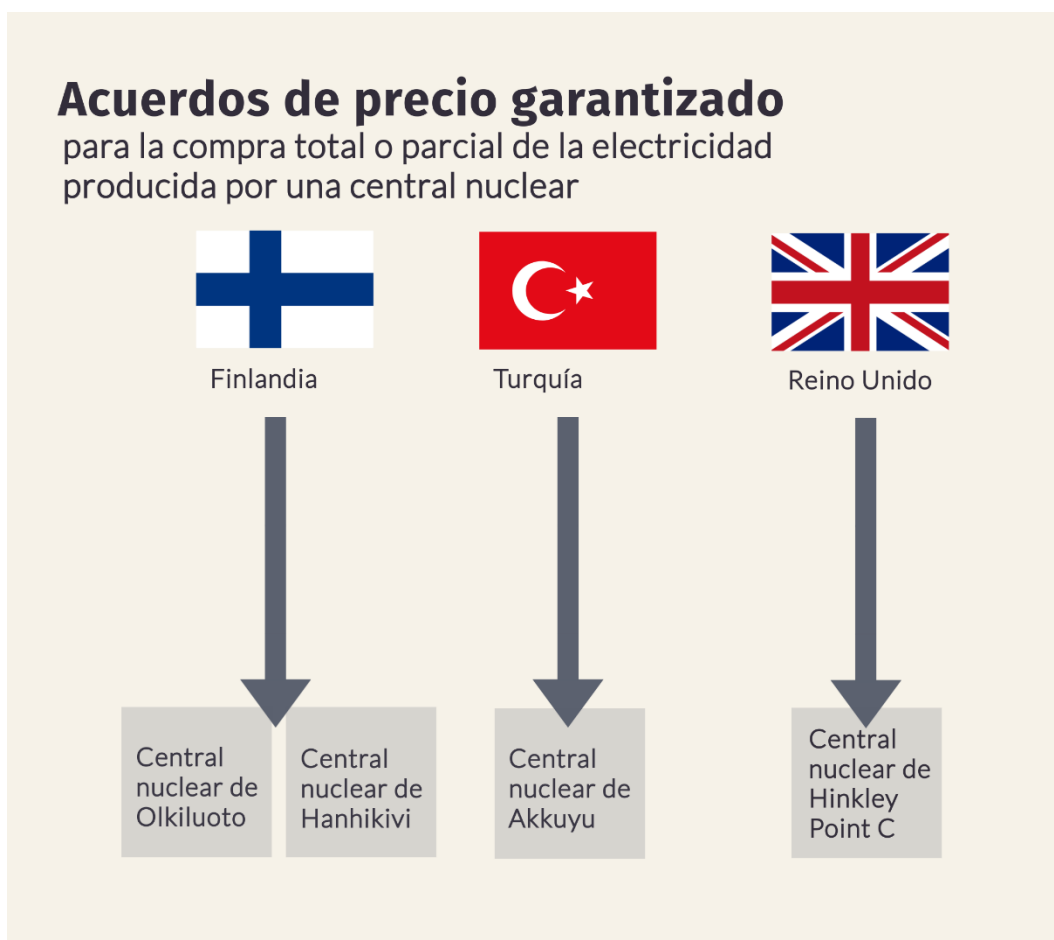 Acuerdos de precio garantizado
para la compra total o parcial de la electricidad
producida por una central nuclear
Finlandia
Turquía
Reino Unido
Central
nuclear de
Olkiluoto
Central
nuclear de
Hanhikivi
Central
nuclear de
Akkuyu
Central
nuclear de
Hinkley
Point C